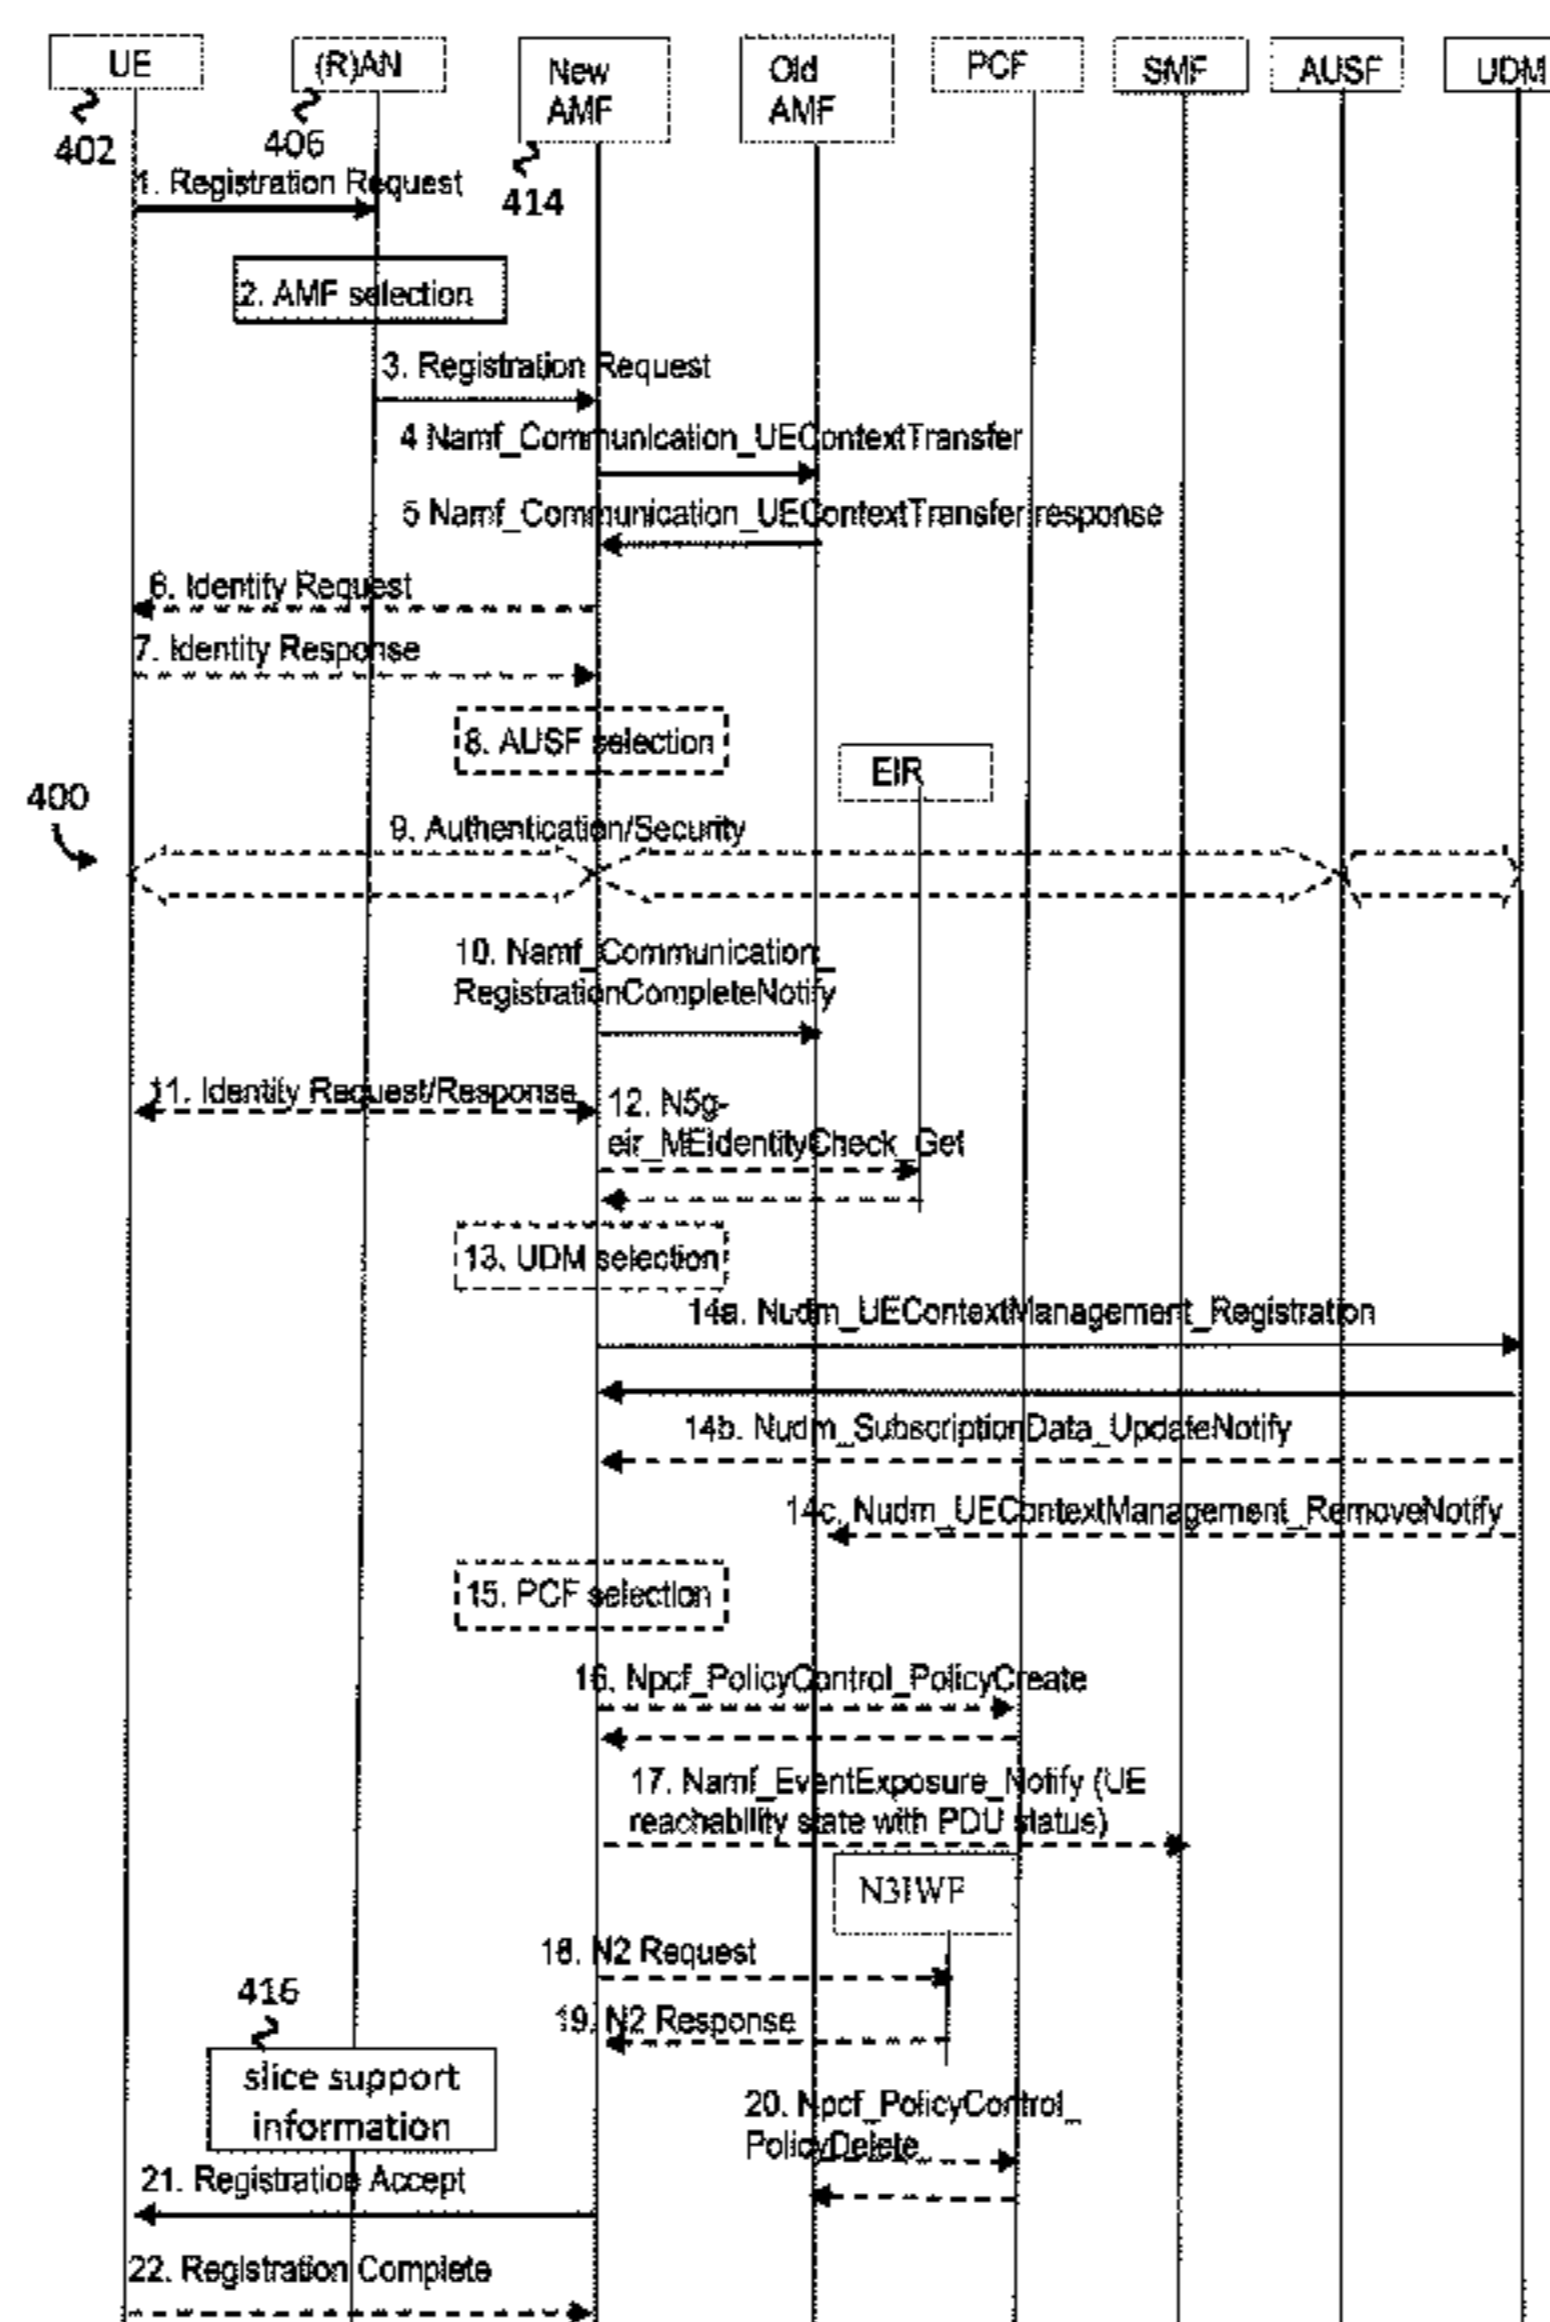 UE
(R)AN
New
AMF
Old
AMF
PCF
SMF
AUSF
UDM
402
406
414
1. Registration Request
2. AMF selection
3. Registration Request
4 Namf_Communication_UEContextTransfer
5 Namf_Communication_UEContextTransfer response
6. Identify Request
7. Identity Response
8. AUSF selection
EIR
400
9. Authentication/Security
10. Namf_Communication_
RegistrationCompleteNotify
11. Identity Request/Response
12. N5g-
eir_MEIdentityCheck_Get
13. UDM selection
14a. Nudm_UEContextManagement_Registration
14b. Nudm_SubscriptionData_UpdateNotify
14c. Nudm_UEContextManagement_RemoveNotify
15. PCF selection
16. Npcf_PolicyControl_PolicyCreate
17. Namf_EventExposure_Notify (UE
reachability state with PDU status)
N3IWF
18. N2 Request
19. N2 Response
416
slice support
information
20. Npcf_PolicyControl_
PolicyDelete
21. Registration Accept
22. Registration Complete